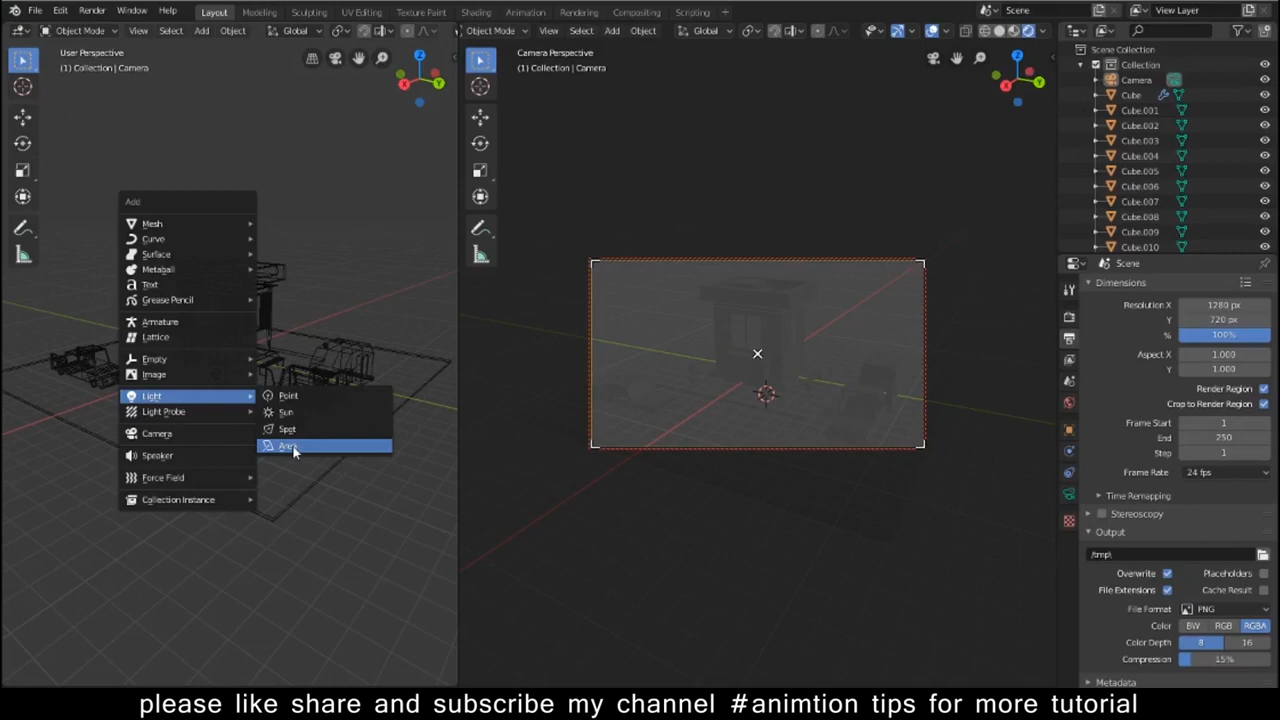 File Edit Render Window Help Layout Modeling Sculpting UV Editing Texture Paint Shading Animation Rendering Compositing Scripting + Scene View Layer
Object Mode View Select Add Object Global Object Mode View Select Add Object Global
User Perspective
(1) Collection | Camera
X
Y
Z
Camera Perspective
(1) Collection | Camera
X
Y
Z
Add
Mesh
Curve
Surface
Metaball
Text
Grease Pencil
Armature
Lattice
Empty
Image
Light
Light Probe
Camera
Speaker
Force Field
Collection Instance
Point
Sun
Spot
Scene Collection
Collection
Camera
Cube
Cube.001
Cube.002
Cube.003
Cube.004
Cube.005
Cube.006
Cube.007
Cube.008
Cube.009
Cube.010
Scene
Dimensions
Resolution X 1280 px
Y 720 px
% 100%
Aspect X 1.000
Y 1.000
Render Region
Crop to Render Region
Frame Start 1
End 250
Step 1
Frame Rate 24 fps
Time Remapping
Stereoscopy
Output
/tmp\
Overwrite Placeholders
File Extensions Cache Result
File Format PNG
Color BW RGB RGBA
Color Depth 8 16
Compression 15%
Metadata
please like share and subscribe my channel #animtion tips for more tutorial